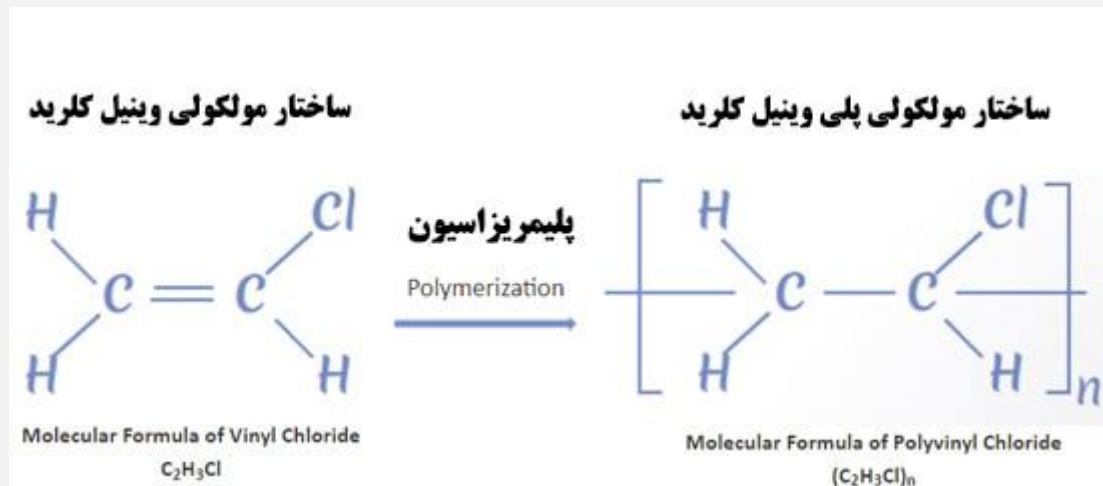 ساختار مولکولی وینیل کلرید
ساختار مولکولی پلی وینیل کلرید
H
Cl
C
C
H
H
پلیمریزاسیون
Polymerization
H
Cl
C
C
H
H
n
Molecular Formula of Vinyl Chloride
C₂H₃Cl
Molecular Formula of Polyvinyl Chloride
(C₂H₃Cl)ₙ